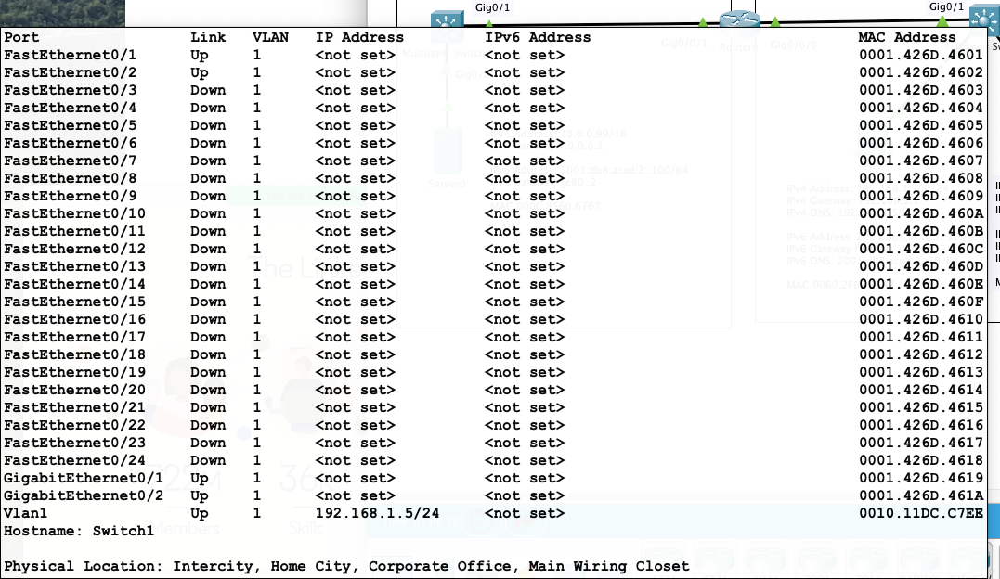 Gig0/1 Gig0/1
Port Link VLAN IP Address IPv6 Address MAC Address
FastEthernet0/1 Up 1 <not set> <not set> 0001.426D.4601
FastEthernet0/2 Up 1 <not set> <not set> 0001.426D.4602
FastEthernet0/3 Down 1 <not set> <not set> 0001.426D.4603
FastEthernet0/4 Down 1 <not set> <not set> 0001.426D.4604
FastEthernet0/5 Down 1 <not set> <not set> 0001.426D.4605
FastEthernet0/6 Down 1 <not set> <not set> 0001.426D.4606
FastEthernet0/7 Down 1 <not set> <not set> 0001.426D.4607
FastEthernet0/8 Down 1 <not set> <not set> 0001.426D.4608
FastEthernet0/9 Down 1 <not set> <not set> 0001.426D.4609
FastEthernet0/10 Down 1 <not set> <not set> 0001.426D.460A
FastEthernet0/11 Down 1 <not set> <not set> 0001.426D.460B
FastEthernet0/12 Down 1 <not set> <not set> 0001.426D.460C
FastEthernet0/13 Down 1 <not set> <not set> 0001.426D.460D
FastEthernet0/14 Down 1 <not set> <not set> 0001.426D.460E
FastEthernet0/15 Down 1 <not set> <not set> 0001.426D.460F
FastEthernet0/16 Down 1 <not set> <not set> 0001.426D.4610
FastEthernet0/17 Down 1 <not set> <not set> 0001.426D.4611
FastEthernet0/18 Down 1 <not set> <not set> 0001.426D.4612
FastEthernet0/19 Down 1 <not set> <not set> 0001.426D.4613
FastEthernet0/20 Down 1 <not set> <not set> 0001.426D.4614
FastEthernet0/21 Down 1 <not set> <not set> 0001.426D.4615
FastEthernet0/22 Down 1 <not set> <not set> 0001.426D.4616
FastEthernet0/23 Down 1 <not set> <not set> 0001.426D.4617
FastEthernet0/24 Down 1 <not set> <not set> 0001.426D.4618
GigabitEthernet0/1 Up 1 <not set> <not set> 0001.426D.4619
GigabitEthernet0/2 Up 1 <not set> <not set> 0001.426D.461A
Vlan1 Up 1 192.168.1.5/24 <not set> 0010.11DC.C7EE
Hostname: Switch1
Physical Location: Intercity, Home City, Corporate Office, Main Wiring Closet
Gig0/0/1
Gig0/0/0
Server0
Members
Skills